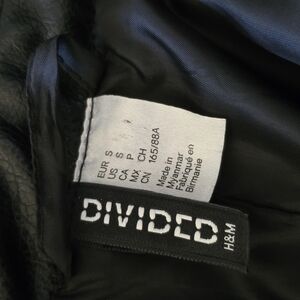 EUR S
US S
CA P
MX CH
CN 165/88A
Made in
Myanmar
Fabriqué en
Birmanie
DIVIDED
H&M